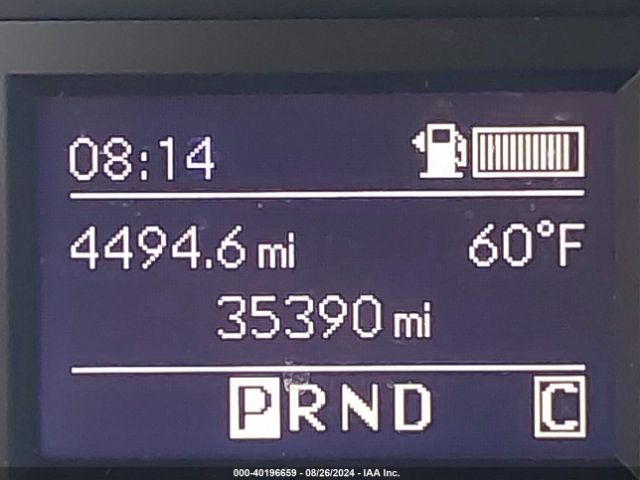 08:14
4494.6 mi 60°F
35390 mi
PRND C
000-40196659 - 08/26/2024 - IAA Inc.